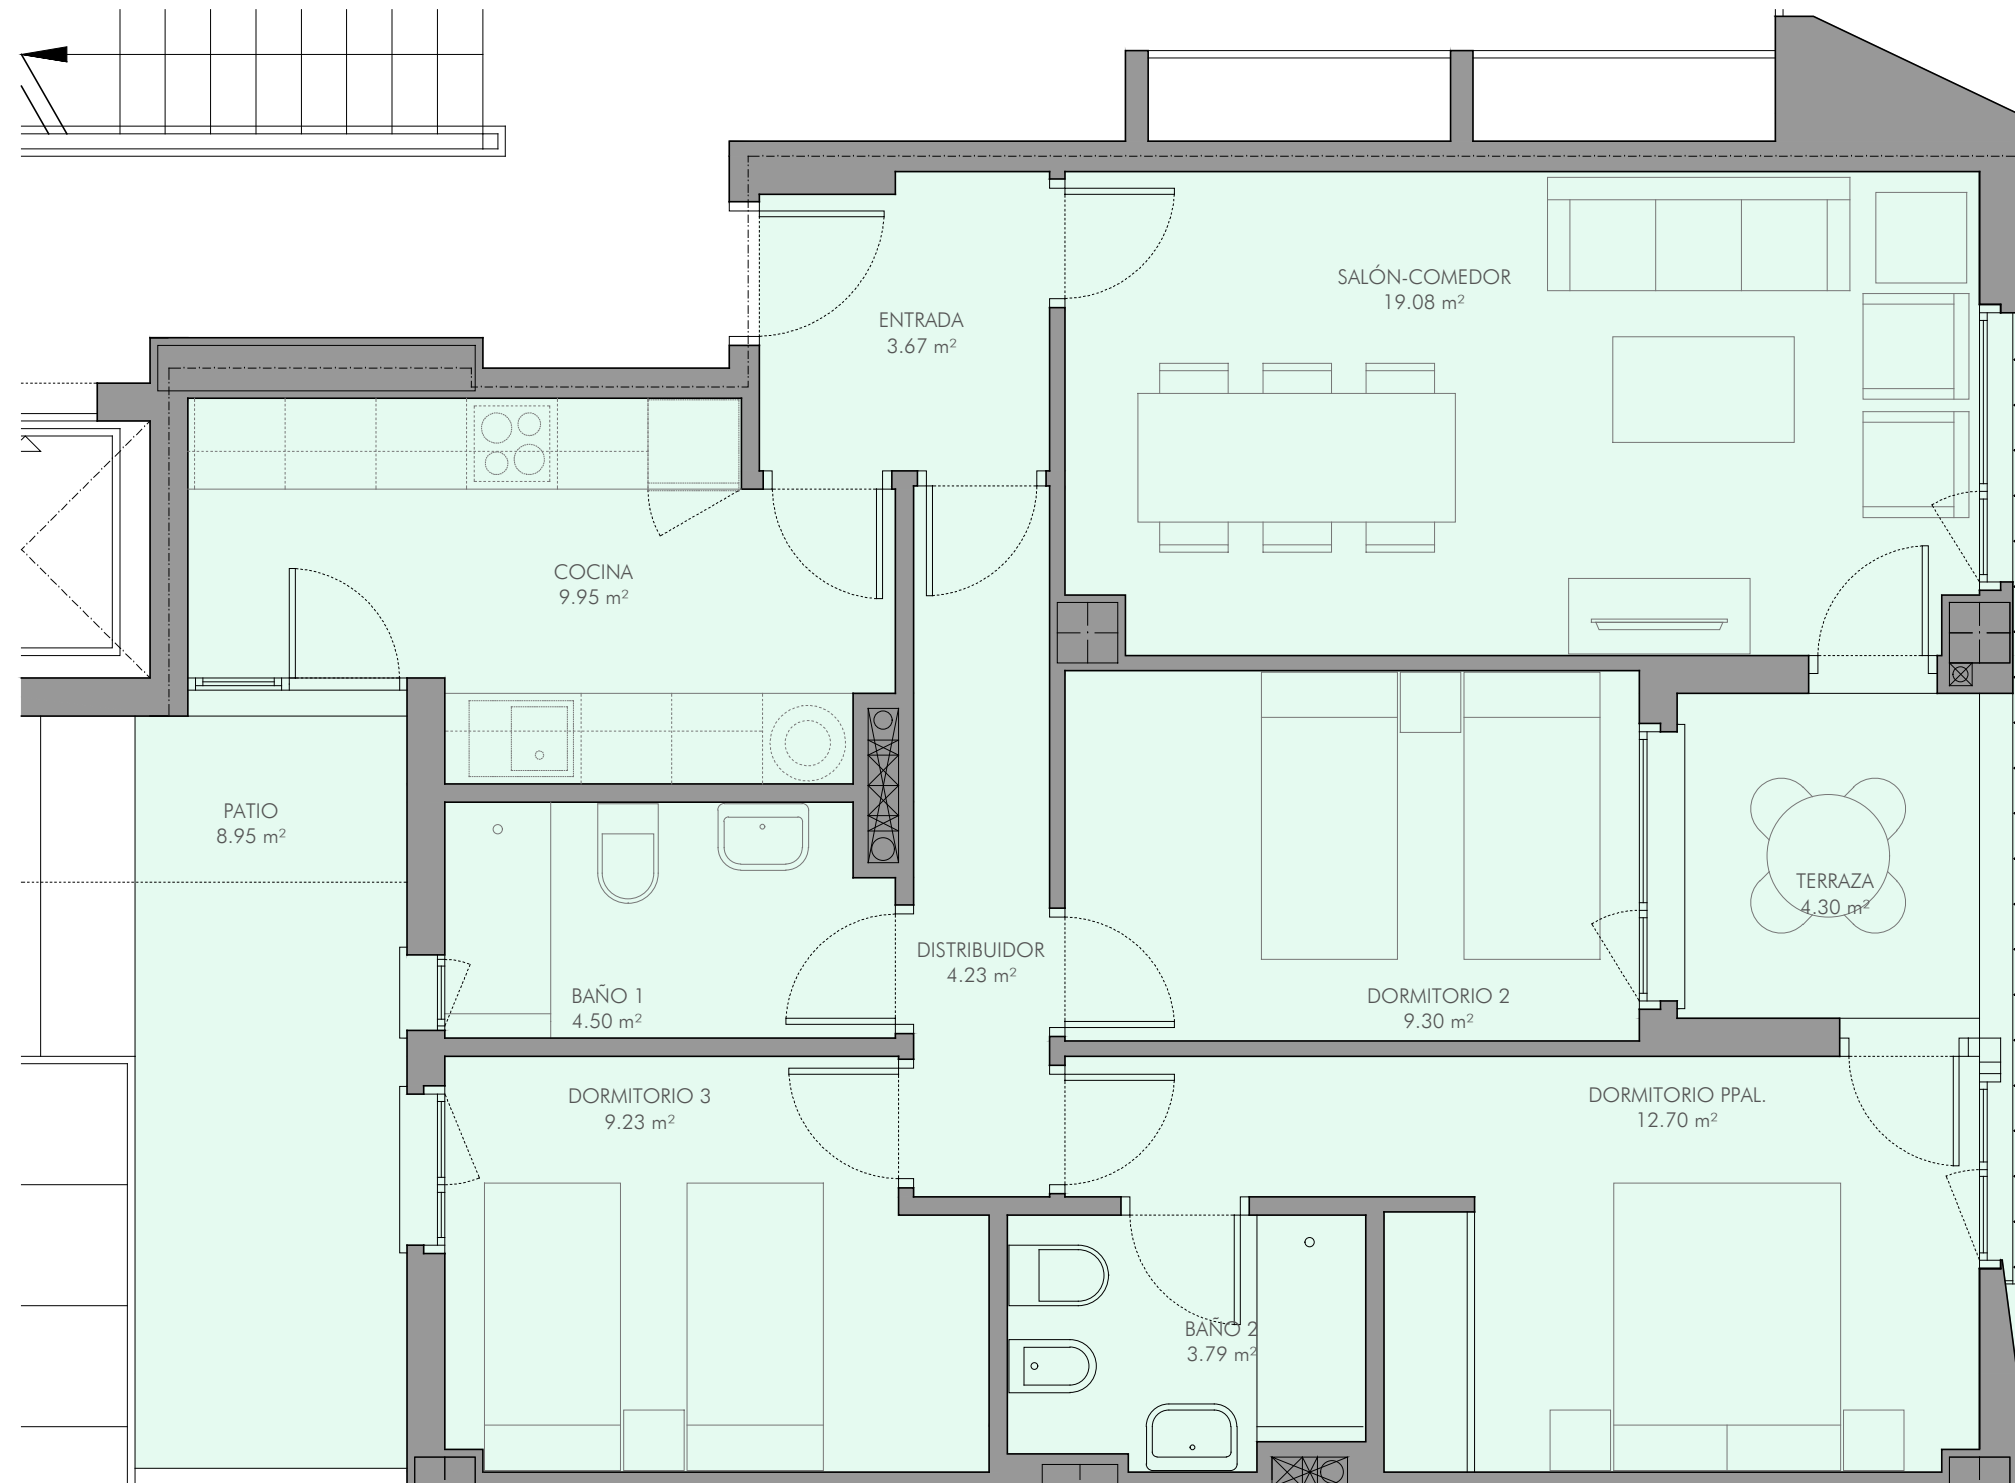 SALÓN-COMEDOR
19.08 m²
ENTRADA
3.67 m²
COCINA
9.95 m²
PATIO
8.95 m²
TERRAZA
4.30 m²
DISTRIBUIDOR
4.23 m²
BAÑO 1
4.50 m²
DORMITORIO 2
9.30 m²
DORMITORIO 3
9.23 m²
DORMITORIO PPAL.
12.70 m²
BAÑO 2
3.79 m²